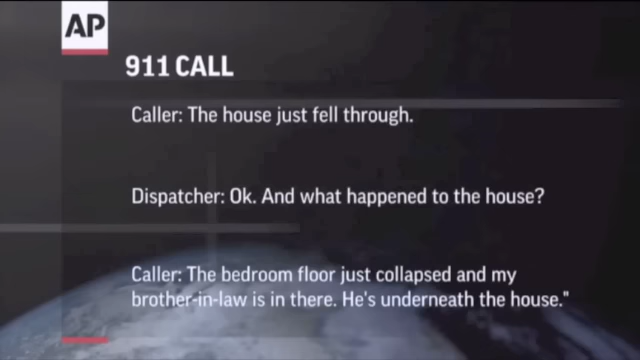 AP
911 CALL
Caller: The house just fell through.
Dispatcher: Ok. And what happened to the house?
Caller: The bedroom floor just collapsed and my
brother-in-law is in there. He's underneath the house."